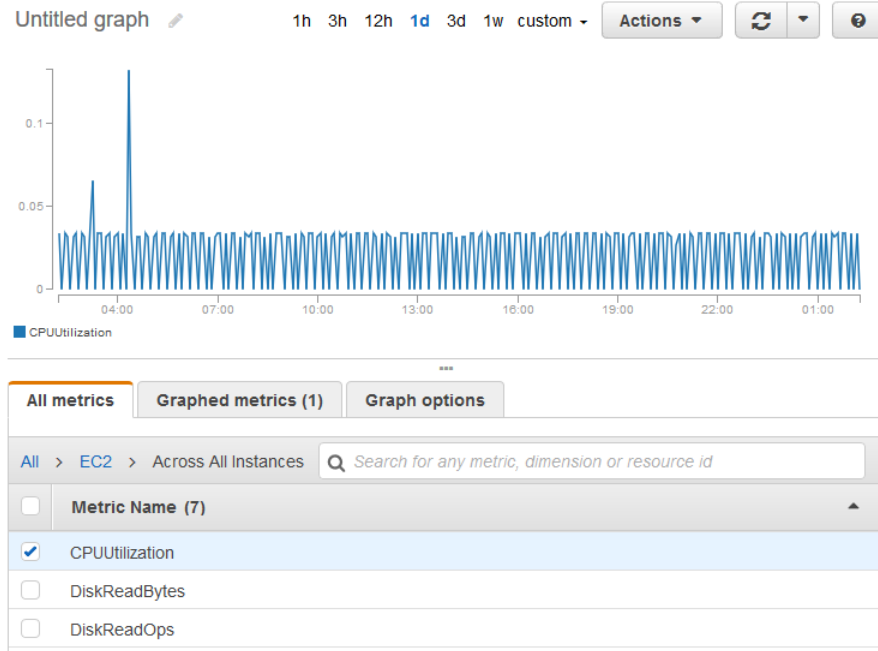 Untitled graph 1h 3h 12h 1d 3d 1w custom Actions
0.1
0.05
0
04:00 07:00 10:00 13:00 16:00 19:00 22:00 01:00
CPUUtilization
All metrics Graphed metrics (1) Graph options
All > EC2 > Across All Instances Search for any metric, dimension or resource id
Metric Name (7)
CPUUtilization
DiskReadBytes
DiskReadOps